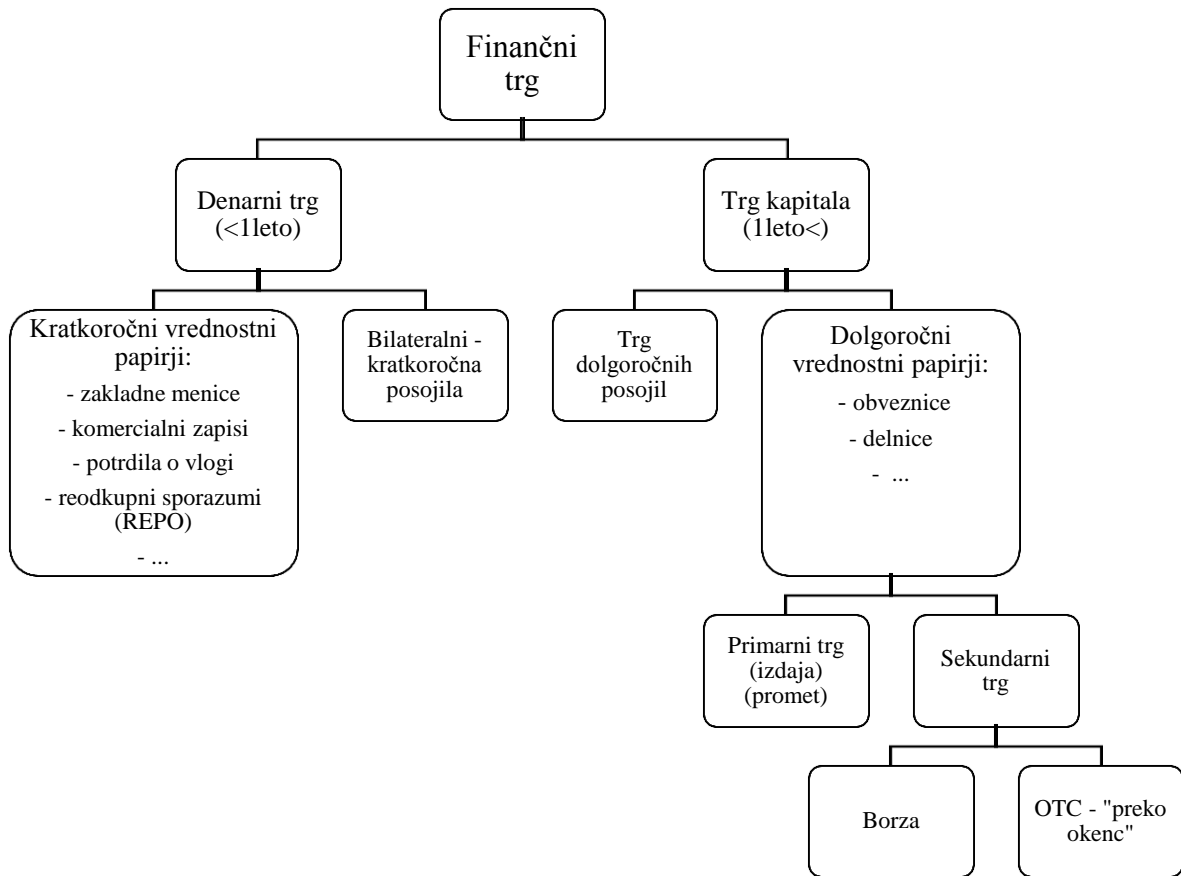 Finančni
trg
Denarni trg
(<1leto)
Trg kapitala
(1leto<)
Kratkoročni vrednostni
papirji:
- zakladne menice
- komercialni zapisi
- potrdila o vlogi
- reodkupni sporazumi
(REPO)
- ...
Bilateralni -
kratkoročna
posojila
Trg
dolgoročnih
posojil
Dolgoročni
vrednostni papirji:
- obveznice
- delnice
- ...
Primarni trg
(izdaja)
(promet)
Sekundarni
trg
Borza
OTC - "preko
okenc"